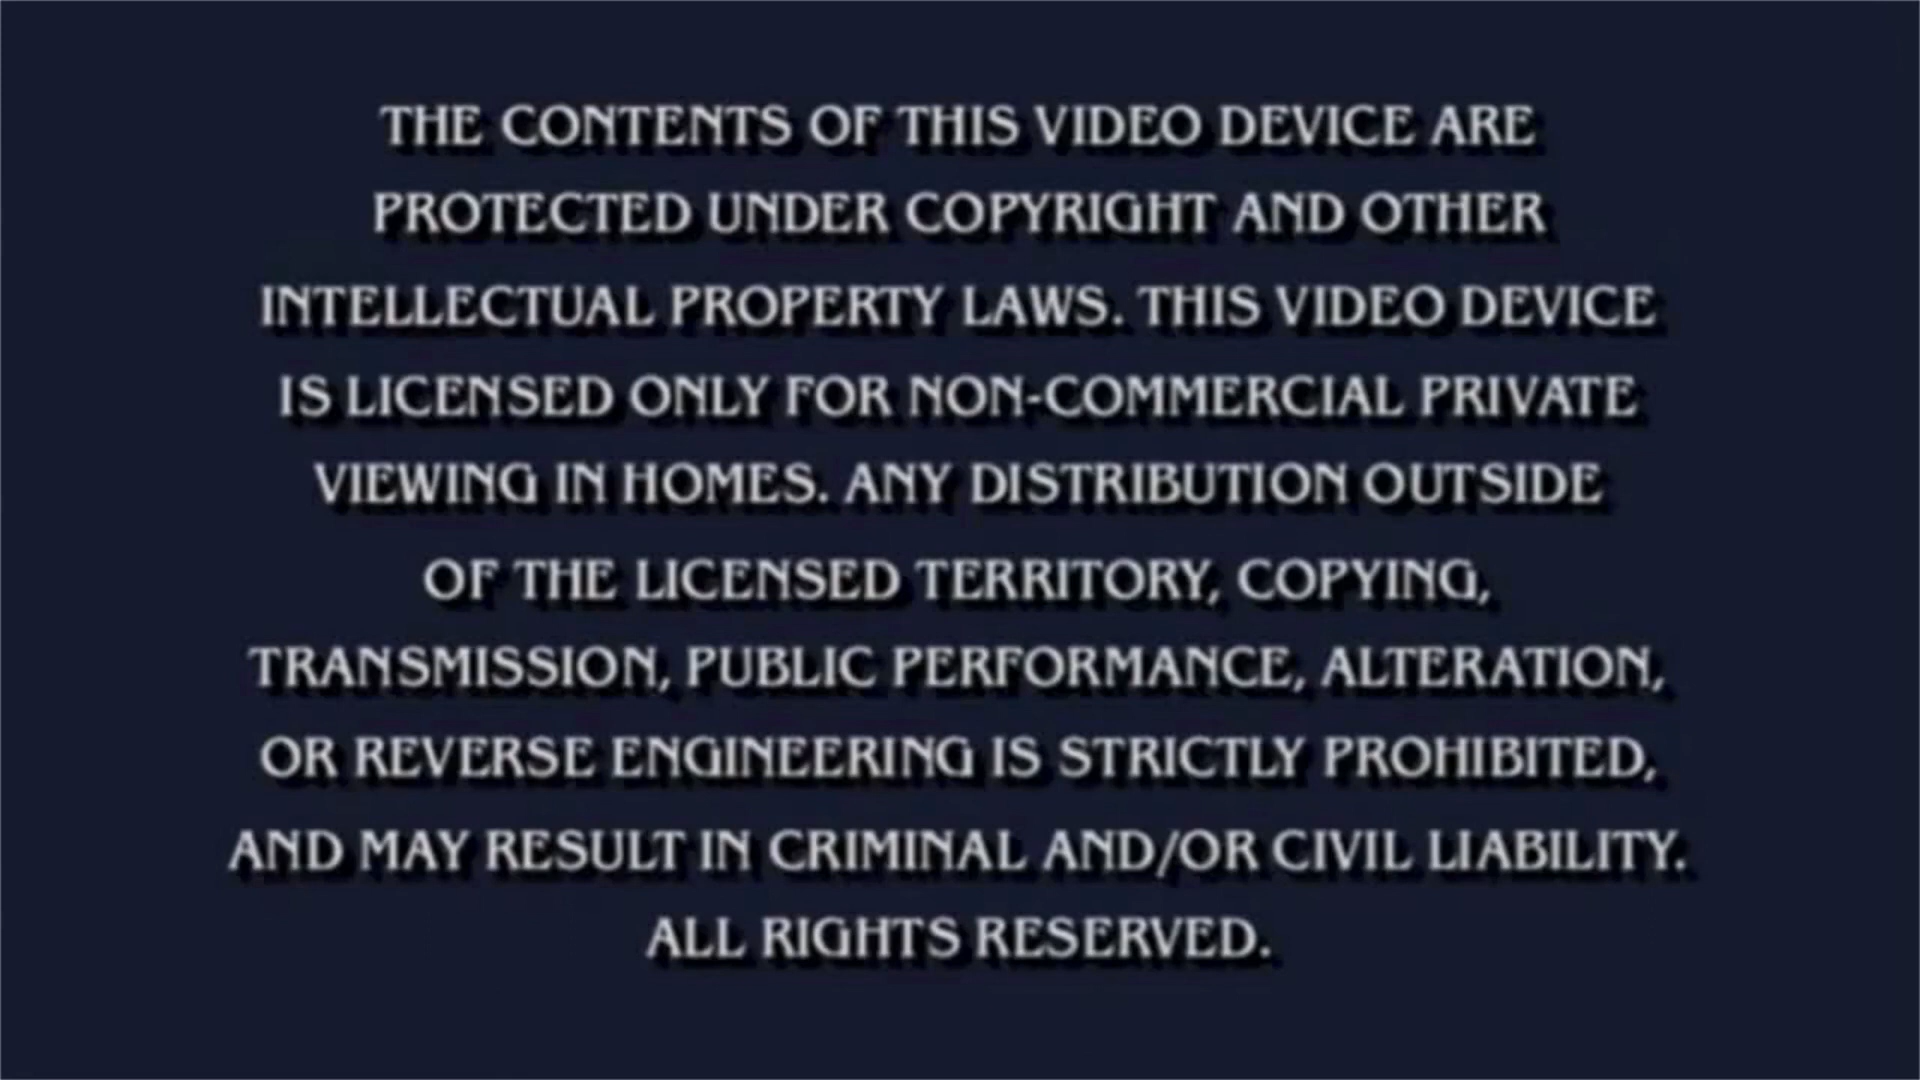 THE CONTENTS OF THIS VIDEO DEVICE ARE
PROTECTED UNDER COPYRIGHT AND OTHER
INTELLECTUAL PROPERTY LAWS. THIS VIDEO DEVICE
IS LICENSED ONLY FOR NON-COMMERCIAL PRIVATE
VIEWING IN HOMES. ANY DISTRIBUTION OUTSIDE
OF THE LICENSED TERRITORY, COPYING,
TRANSMISSION, PUBLIC PERFORMANCE, ALTERATION,
OR REVERSE ENGINEERING IS STRICTLY PROHIBITED,
AND MAY RESULT IN CRIMINAL AND/OR CIVIL LIABILITY.
ALL RIGHTS RESERVED.